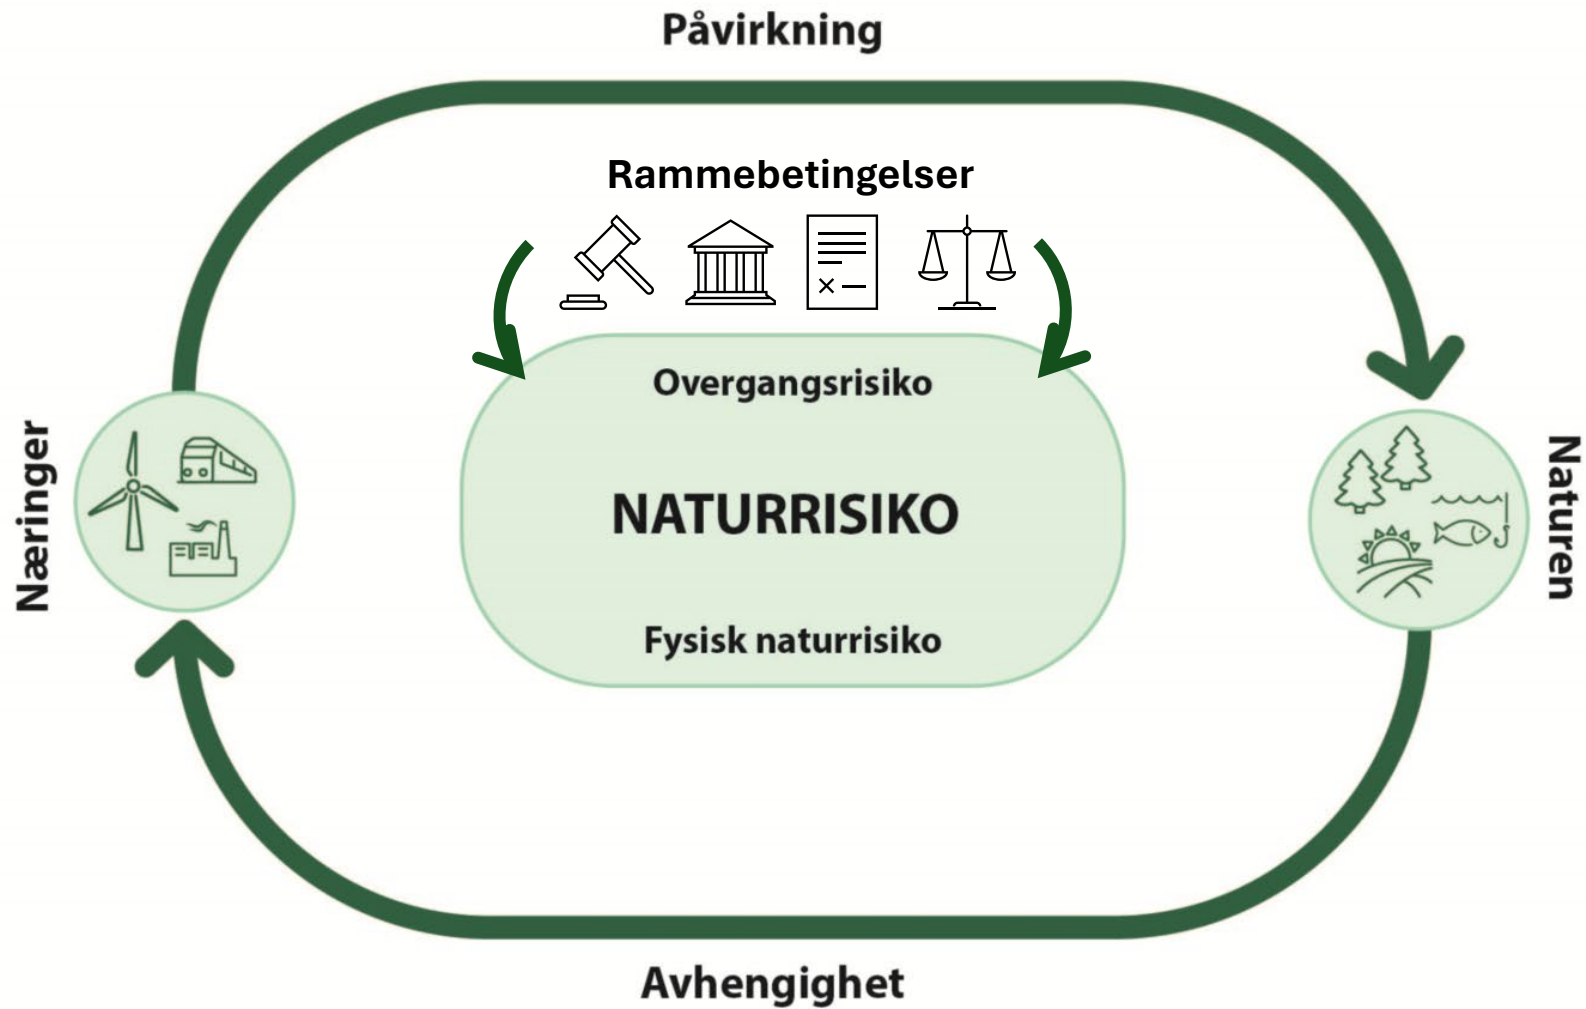 Påvirkning
Rammebetingelser
Overgangsrisiko
NATURRISIKO
Fysisk naturrisiko
Næringer
Naturen
Avhengighet